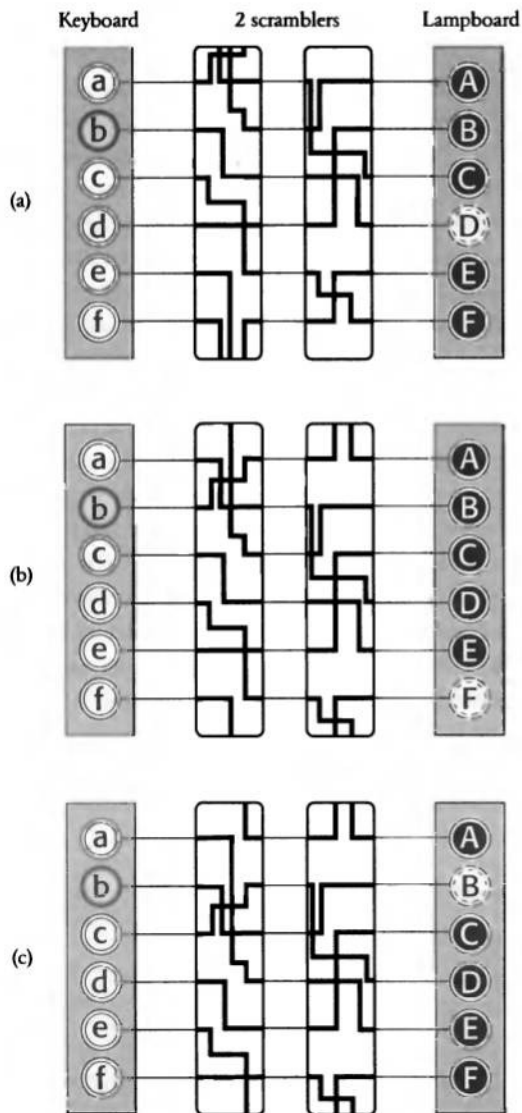 Keyboard 2 scramblers Lampboard
(a)
a A
b B
c C
d D
e E
f F
(b)
a A
b B
c C
d D
e E
f F
(c)
a A
b B
c C
d D
e E
f F